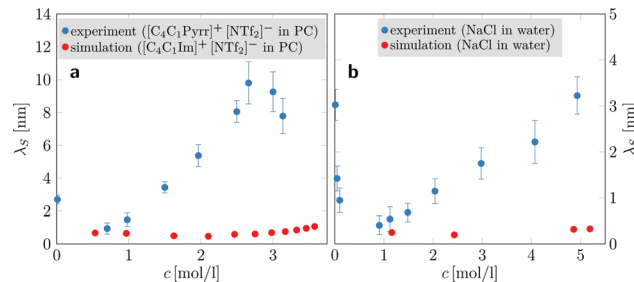 experiment ([C₄C₁Pyrr]⁺ [NTf₂]⁻ in PC)
simulation ([C₄C₁Im]⁺ [NTf₂]⁻ in PC)
a
14
12
10
8
6
4
2
0
λ_S [nm]
0 1 2 3
c [mol/l]
experiment (NaCl in water)
simulation (NaCl in water)
b
5
4
3
2
1
0
λ_S [nm]
0 1 2 3 4 5
c [mol/l]